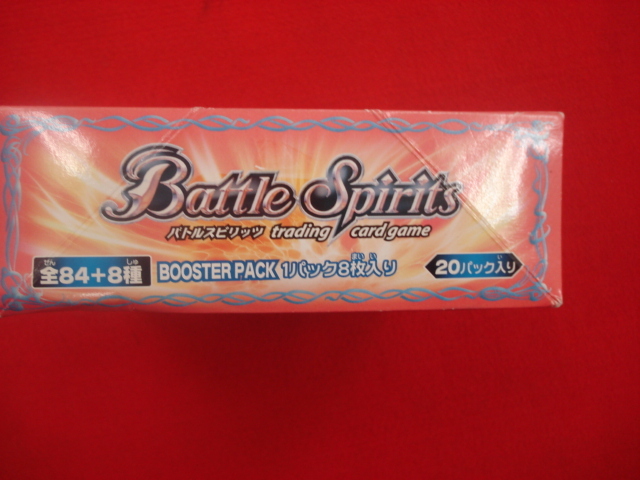 Battle Spirits
バトルスピリッツ trading card game
全84+8種 BOOSTER PACK 1パック8枚入り 20パック入り